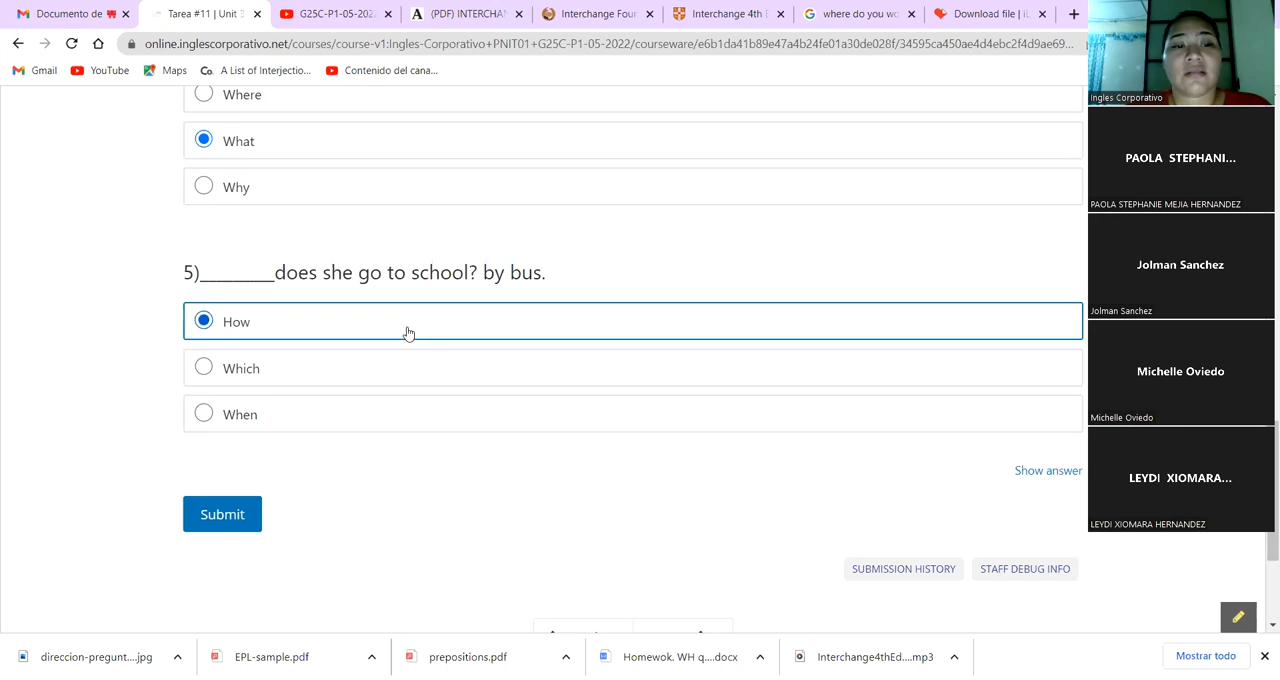 Documento de
Tarea #11 | Unit
G25C-P1-05-202
(PDF) INTERCHAN
Interchange Four
Interchange 4th
where do you wo
Download file | iL
online.inglescorporativo.net/courses/course-v1:Ingles-Corporativo+PNIT01+G25C-P1-05-2022/courseware/e6b1da41b89e47a4b24fe01a30de028f/34595ca450ae4d4ebc2f4d9ae69...
Gmail
YouTube
Maps
Co.
A List of Interjectio...
Contenido del cana...
Where
What
Why
5)________does she go to school? by bus.
How
Which
When
Show answer
Submit
SUBMISSION HISTORY
STAFF DEBUG INFO
Ingles Corporativo
PAOLA STEPHANI...
PAOLA STEPHANIE MEJIA HERNANDEZ
Jolman Sanchez
Jolman Sanchez
Michelle Oviedo
Michelle Oviedo
LEYDI XIOMARA...
LEYDI XIOMARA HERNANDEZ
direccion-pregunt....jpg
EPL-sample.pdf
prepositions.pdf
Homewok. WH q....docx
Interchange4thEd....mp3
Mostrar todo